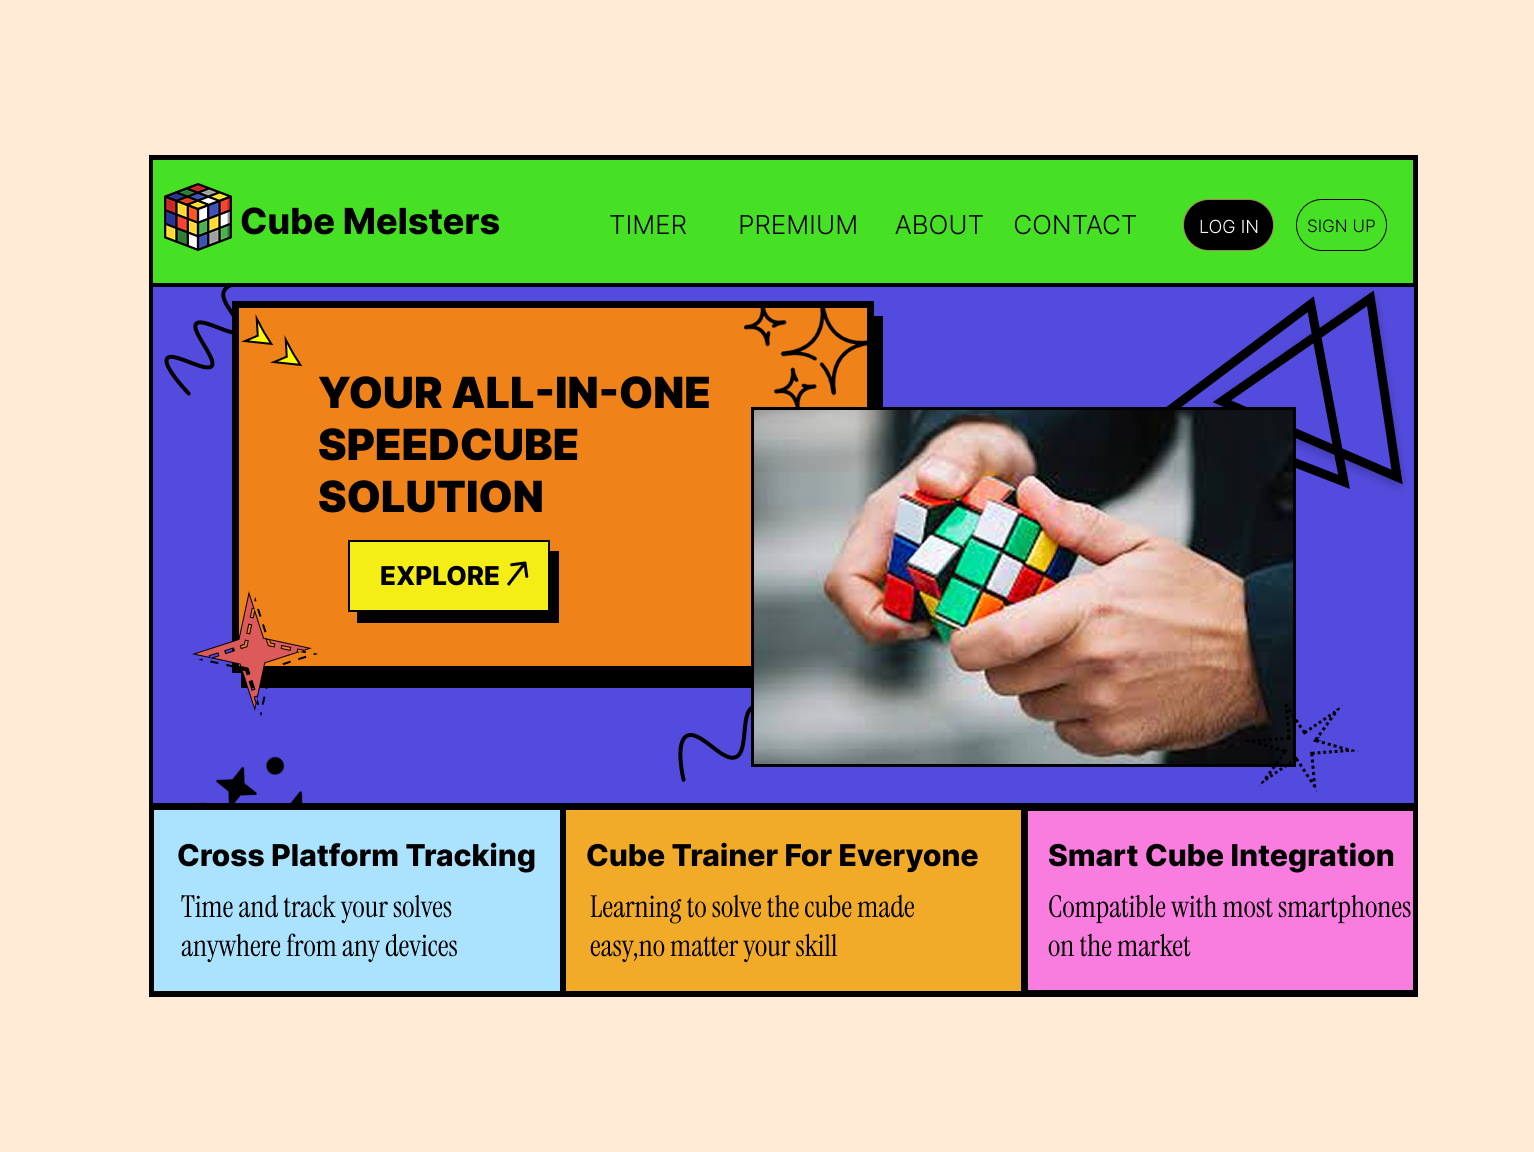 Cube Melsters
TIMER PREMIUM ABOUT CONTACT LOG IN SIGN UP
YOUR ALL-IN-ONE
SPEEDCUBE
SOLUTION
EXPLORE
Cross Platform Tracking
Time and track your solves
anywhere from any devices
Cube Trainer For Everyone
Learning to solve the cube made
easy,no matter your skill
Smart Cube Integration
Compatible with most smartphones
on the market